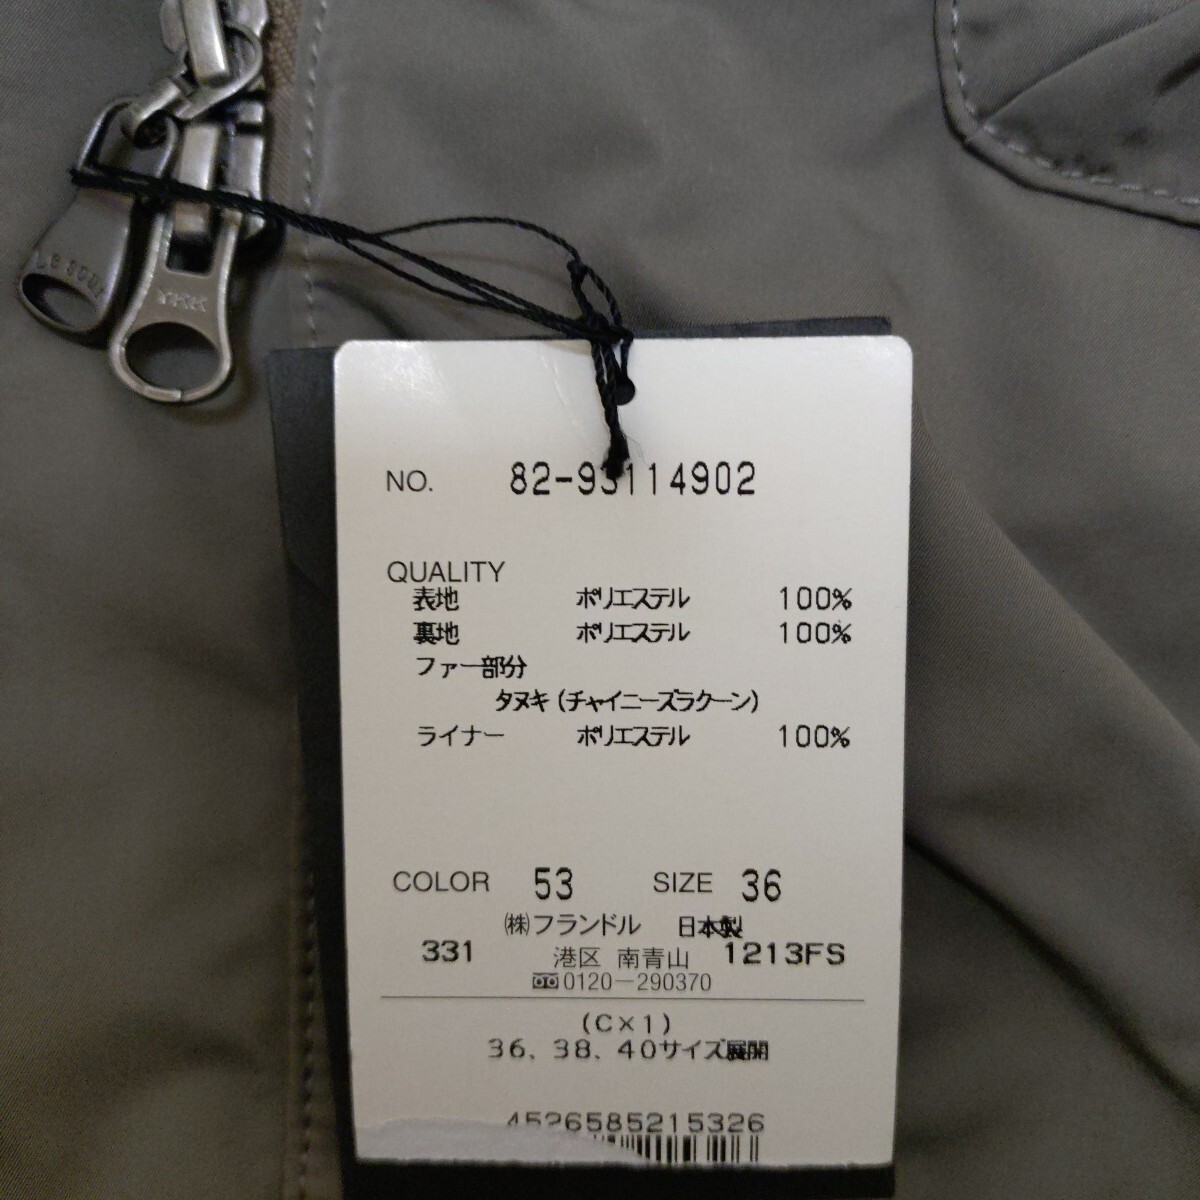 Le souk
YKK
NO. 82-93114902
QUALITY
表地 ポリエステル 100%
裏地 ポリエステル 100%
ファー部分
タヌキ(チャイニーズラクーン)
ライナー ポリエステル 100%
COLOR 53 SIZE 36
㈱フランドル 日本製
331 港区 南青山 1213FS
0120-290370
(C×1)
36、38、40サイズ展開
4526585215326